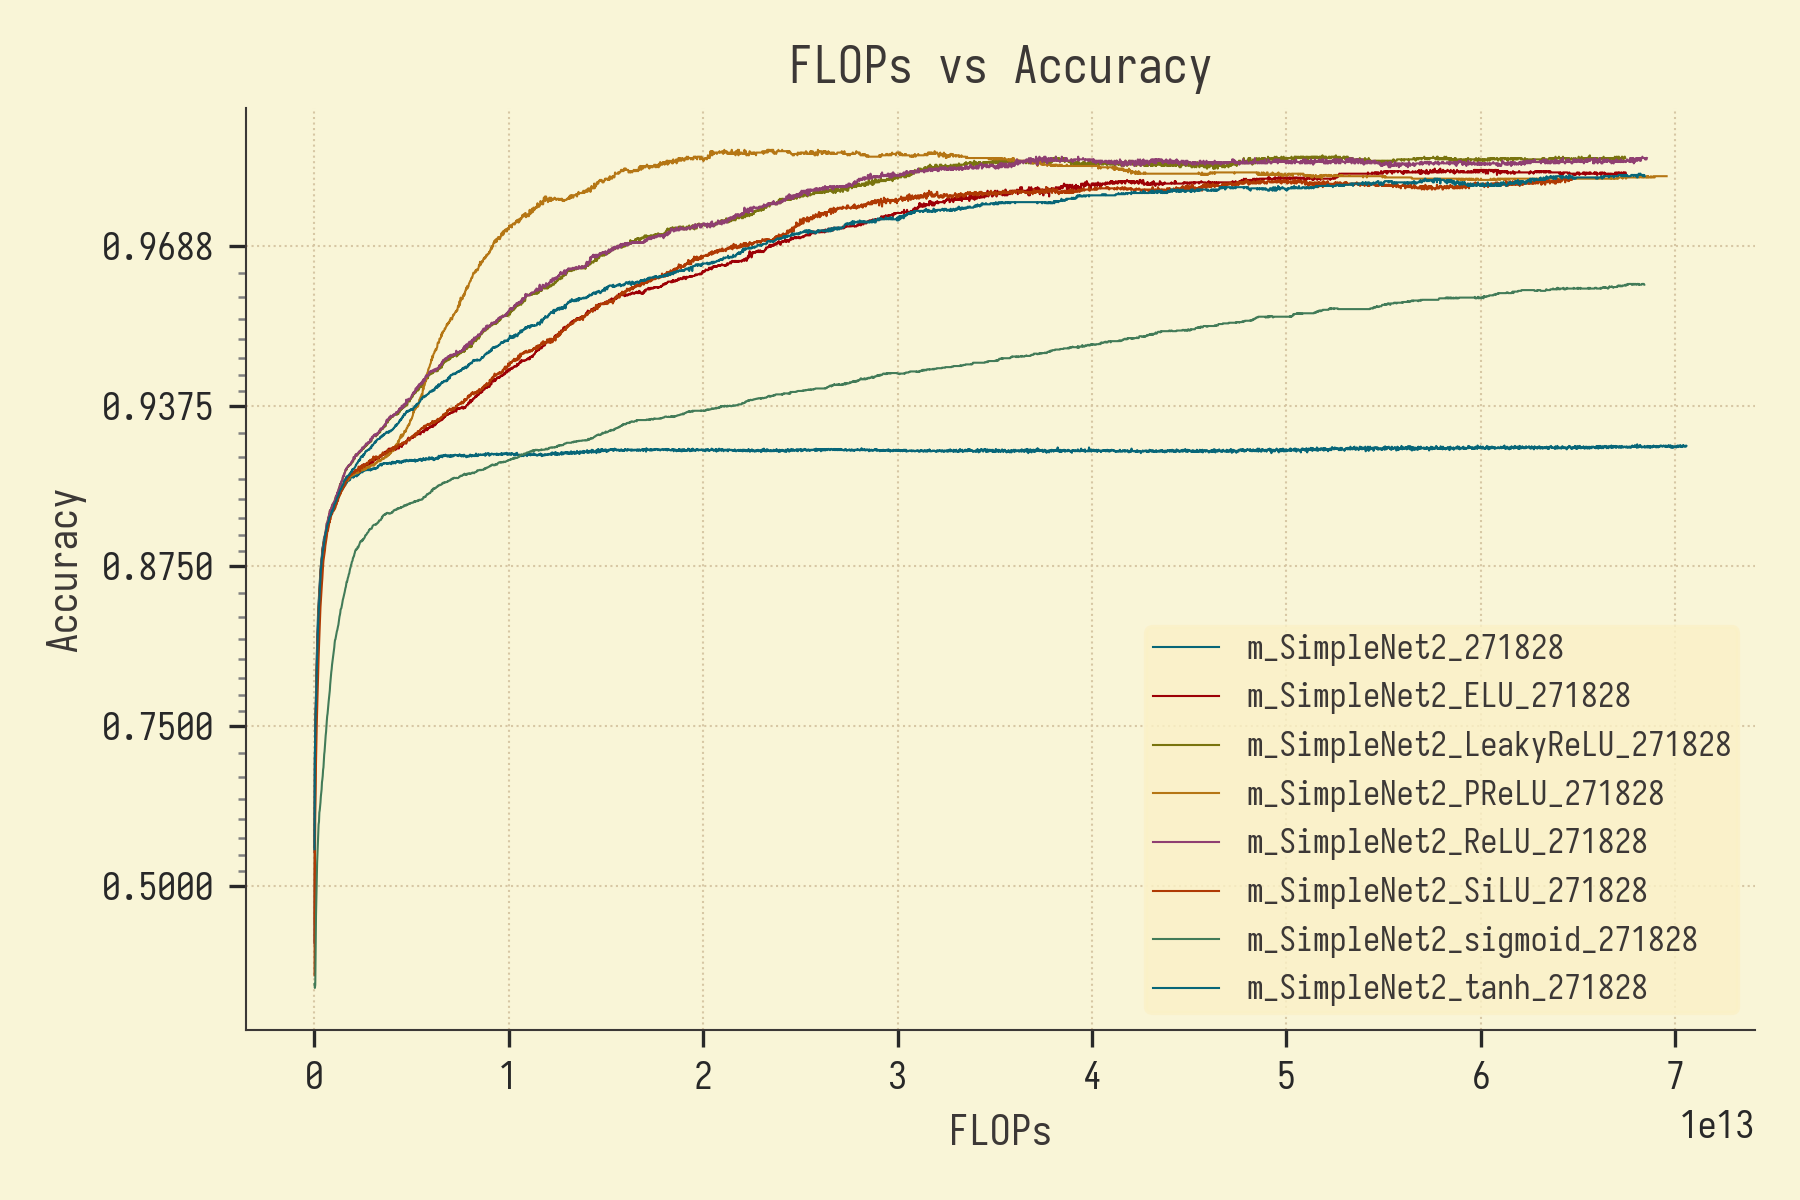 FLOPs vs Accuracy
Accuracy
0.9688
0.9375
0.8750
0.7500
0.5000
m_SimpleNet2_271828
m_SimpleNet2_ELU_271828
m_SimpleNet2_LeakyReLU_271828
m_SimpleNet2_PReLU_271828
m_SimpleNet2_ReLU_271828
m_SimpleNet2_SiLU_271828
m_SimpleNet2_sigmoid_271828
m_SimpleNet2_tanh_271828
0 1 2 3 4 5 6 7
1e13
FLOPs